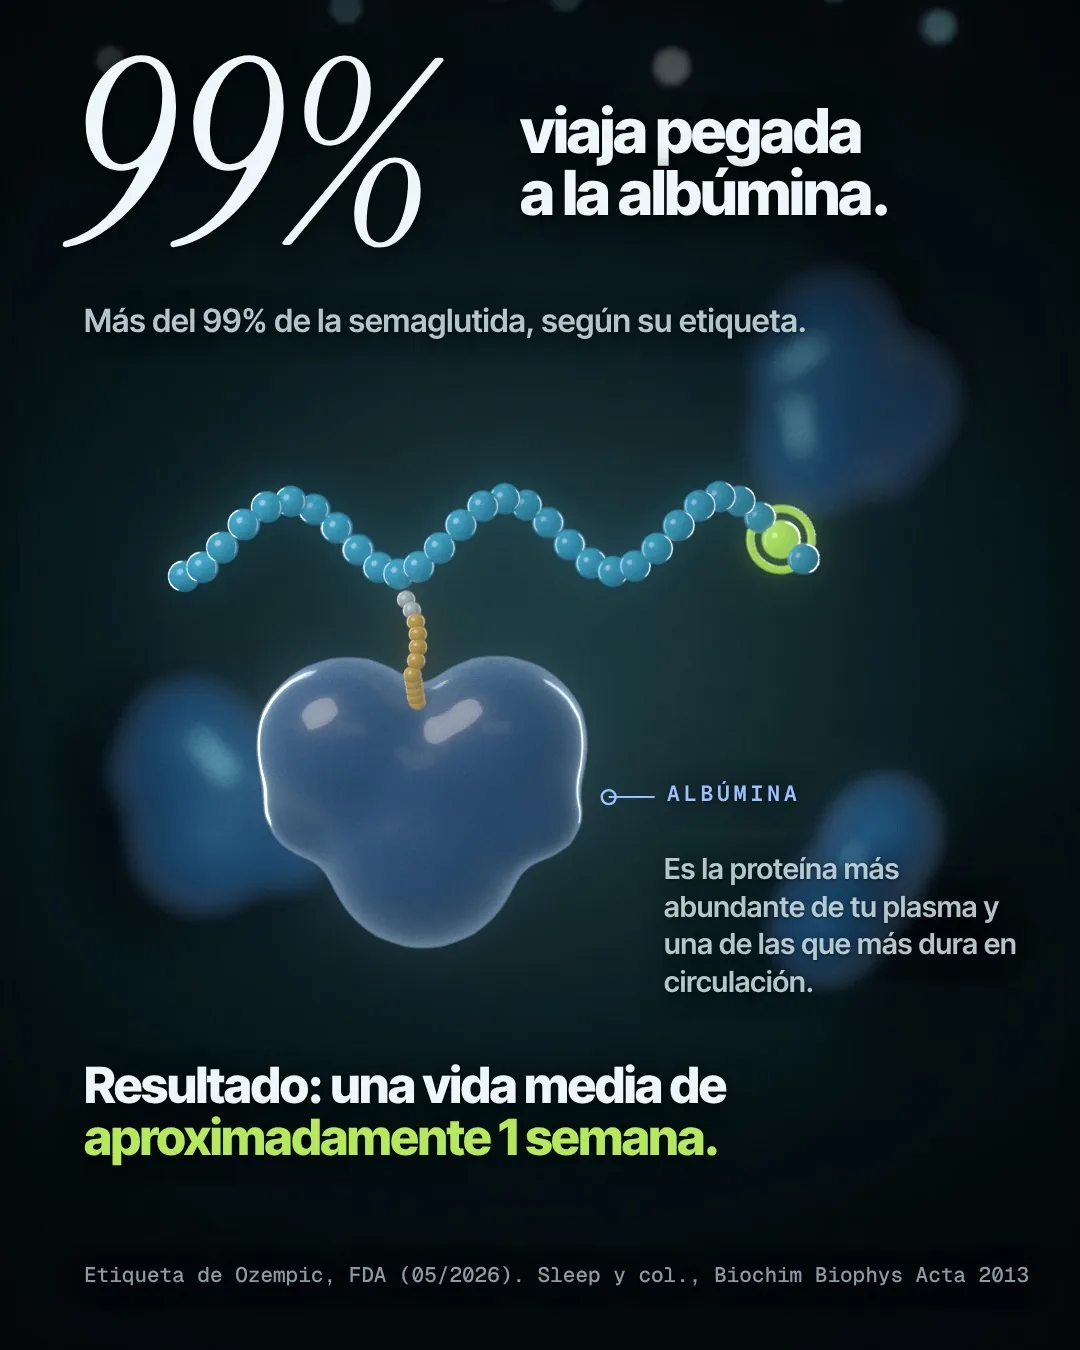 99%
viaja pegada
a la albúmina.
Más del 99% de la semaglutida, según su etiqueta.
ALBÚMINA
Es la proteína más
abundante de tu plasma y
una de las que más dura en
circulación.
Resultado: una vida media de
aproximadamente 1 semana.
Etiqueta de Ozempic, FDA (05/2026). Sleep y col., Biochim Biophys Acta 2013